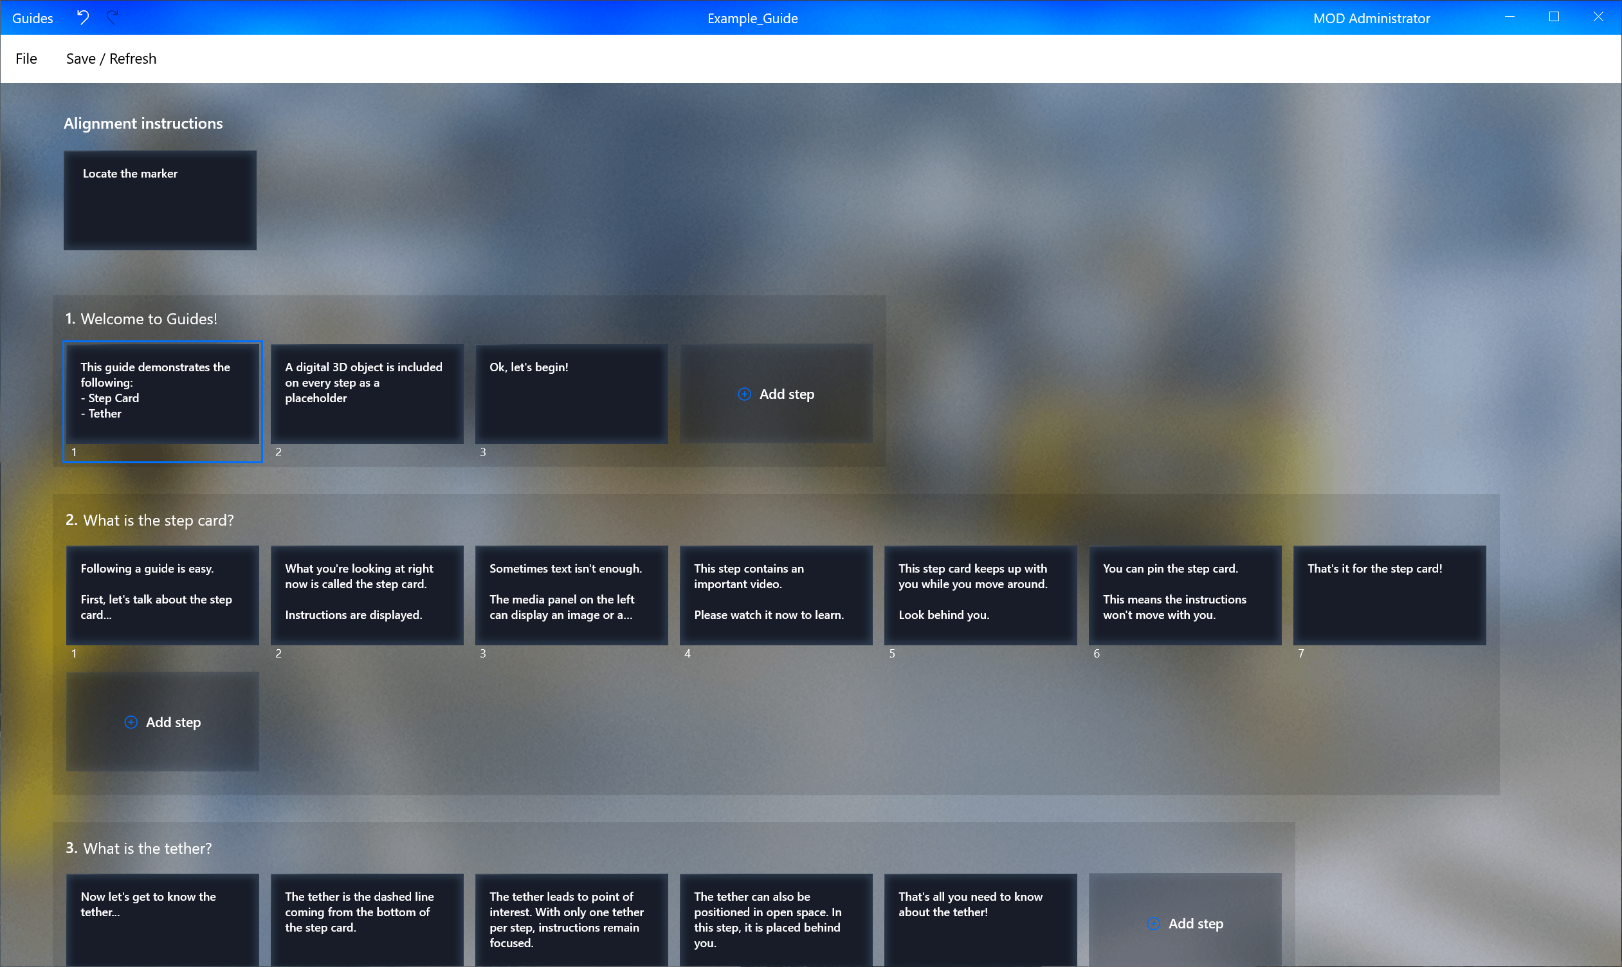 Guides
Example_Guide
MOD Administrator
File
Save / Refresh
Alignment instructions
Locate the marker
1. Welcome to Guides!
This guide demonstrates the
following:
- Step Card
- Tether
1
A digital 3D object is included
on every step as a
placeholder
2
Ok, let's begin!
3
Add step
2. What is the step card?
Following a guide is easy.
First, let's talk about the step
card...
1
What you're looking at right
now is called the step card.
Instructions are displayed.
2
Sometimes text isn't enough.
The media panel on the left
can display an image or a...
3
This step contains an
important video.
Please watch it now to learn.
4
This step card keeps up with
you while you move around.
Look behind you.
5
You can pin the step card.
This means the instructions
won't move with you.
6
That's it for the step card!
7
Add step
3. What is the tether?
Now let's get to know the
tether...
The tether is the dashed line
coming from the bottom of
the step card.
The tether leads to point of
interest. With only one tether
per step, instructions remain
focused.
The tether can also be
positioned in open space. In
this step, it is placed behind
you.
That's all you need to know
about the tether!
Add step